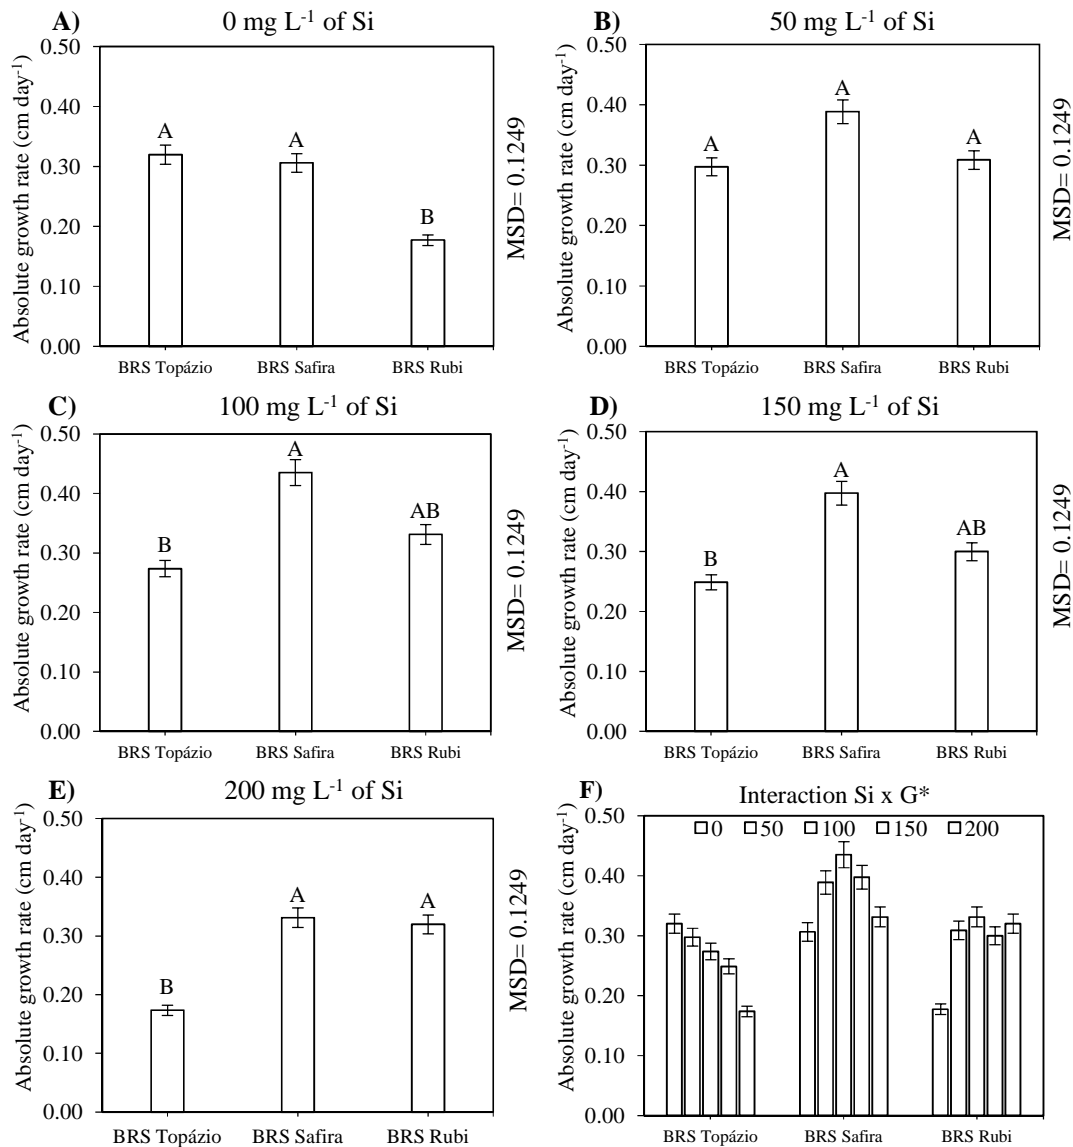 A) 0 mg L⁻¹ of Si
Absolute growth rate (cm day⁻¹)
0.50
0.40
0.30
0.20
0.10
0.00
A
A
B
BRS Topázio BRS Safira BRS Rubi
MSD= 0.1249
B) 50 mg L⁻¹ of Si
Absolute growth rate (cm day⁻¹)
0.50
0.40
0.30
0.20
0.10
0.00
A
A
A
BRS Topázio BRS Safira BRS Rubi
MSD= 0.1249
C) 100 mg L⁻¹ of Si
Absolute growth rate (cm day⁻¹)
0.50
0.40
0.30
0.20
0.10
0.00
B
A
AB
BRS Topázio BRS Safira BRS Rubi
MSD= 0.1249
D) 150 mg L⁻¹ of Si
Absolute growth rate (cm day⁻¹)
0.50
0.40
0.30
0.20
0.10
0.00
B
A
AB
BRS Topázio BRS Safira BRS Rubi
MSD= 0.1249
E) 200 mg L⁻¹ of Si
Absolute growth rate (cm day⁻¹)
0.50
0.40
0.30
0.20
0.10
0.00
B
A
A
BRS Topázio BRS Safira BRS Rubi
MSD= 0.1249
F) Interaction Si x G*
Absolute growth rate (cm day⁻¹)
0.50
0.40
0.30
0.20
0.10
0.00
0 50 100 150 200
BRS Topázio BRS Safira BRS Rubi